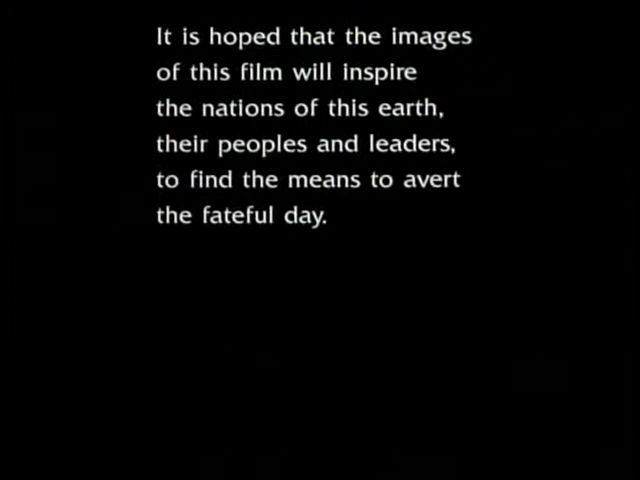 It is hoped that the images
of this film will inspire
the nations of this earth,
their peoples and leaders,
to find the means to avert
the fateful day.